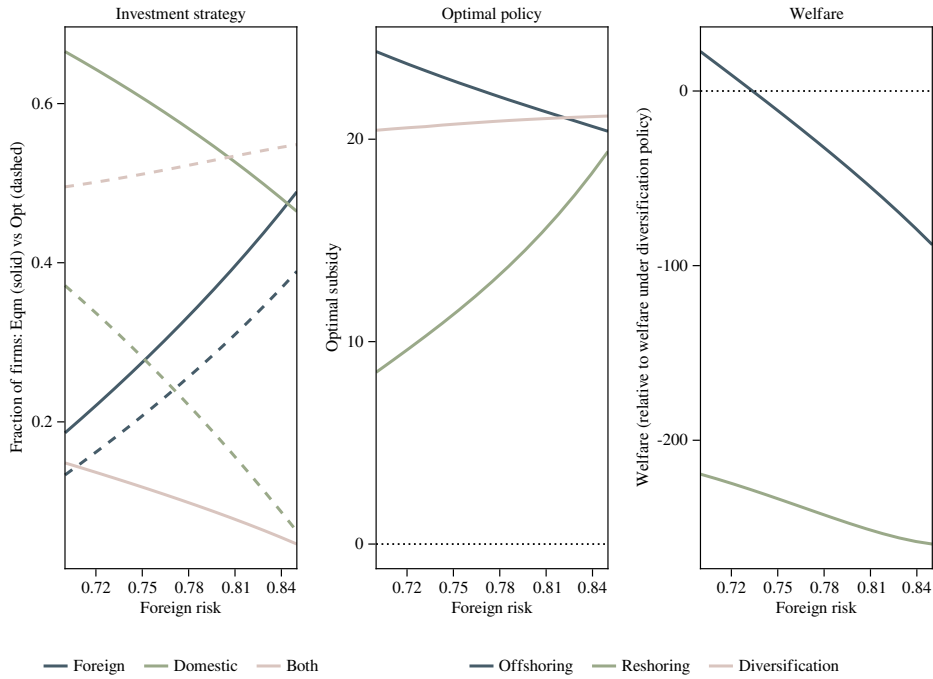 Investment strategy
Optimal policy
Welfare
Fraction of firms: Eqm (solid) vs Opt (dashed)
0.6
0.4
0.2
0.72 0.75 0.78 0.81 0.84
Foreign risk
Optimal subsidy
20
10
0
0.72 0.75 0.78 0.81 0.84
Foreign risk
Welfare (relative to welfare under diversification policy)
0
-100
-200
0.72 0.75 0.78 0.81 0.84
Foreign risk
Foreign Domestic Both
Offshoring Reshoring Diversification